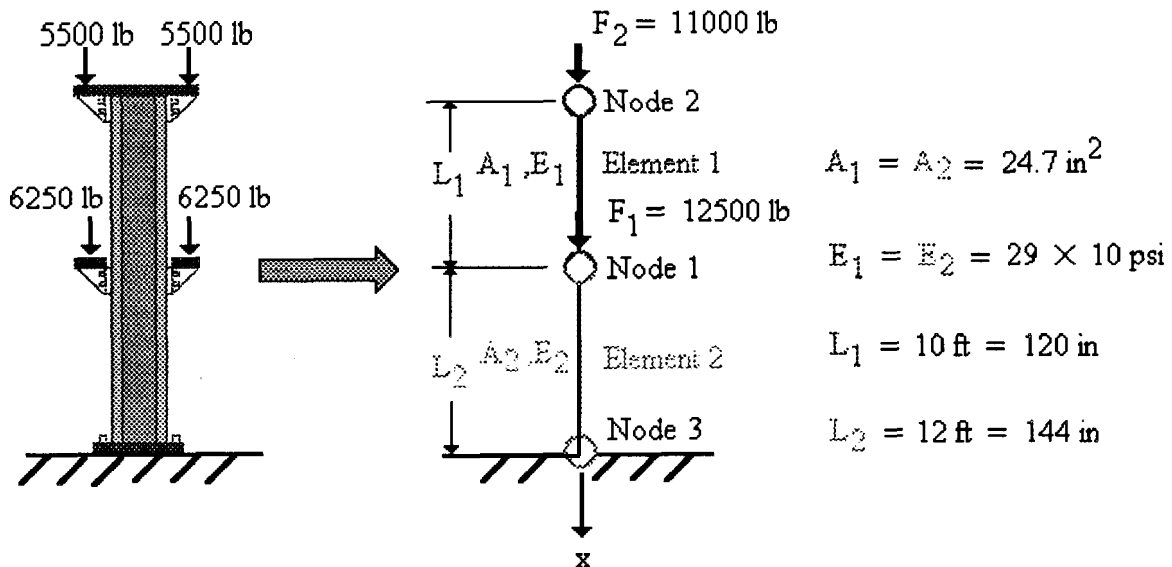 5500 lb 5500 lb
6250 lb 6250 lb
F₂ = 11000 lb
Node 2
L₁ A₁ ,E₁ Element 1
F₁ = 12500 lb
Node 1
L₂ A₂ ,E₂ Element 2
Node 3
x
A₁ = A₂ = 24.7 in²
E₁ = E₂ = 29 × 10 psi
L₁ = 10 ft = 120 in
L₂ = 12 ft = 144 in